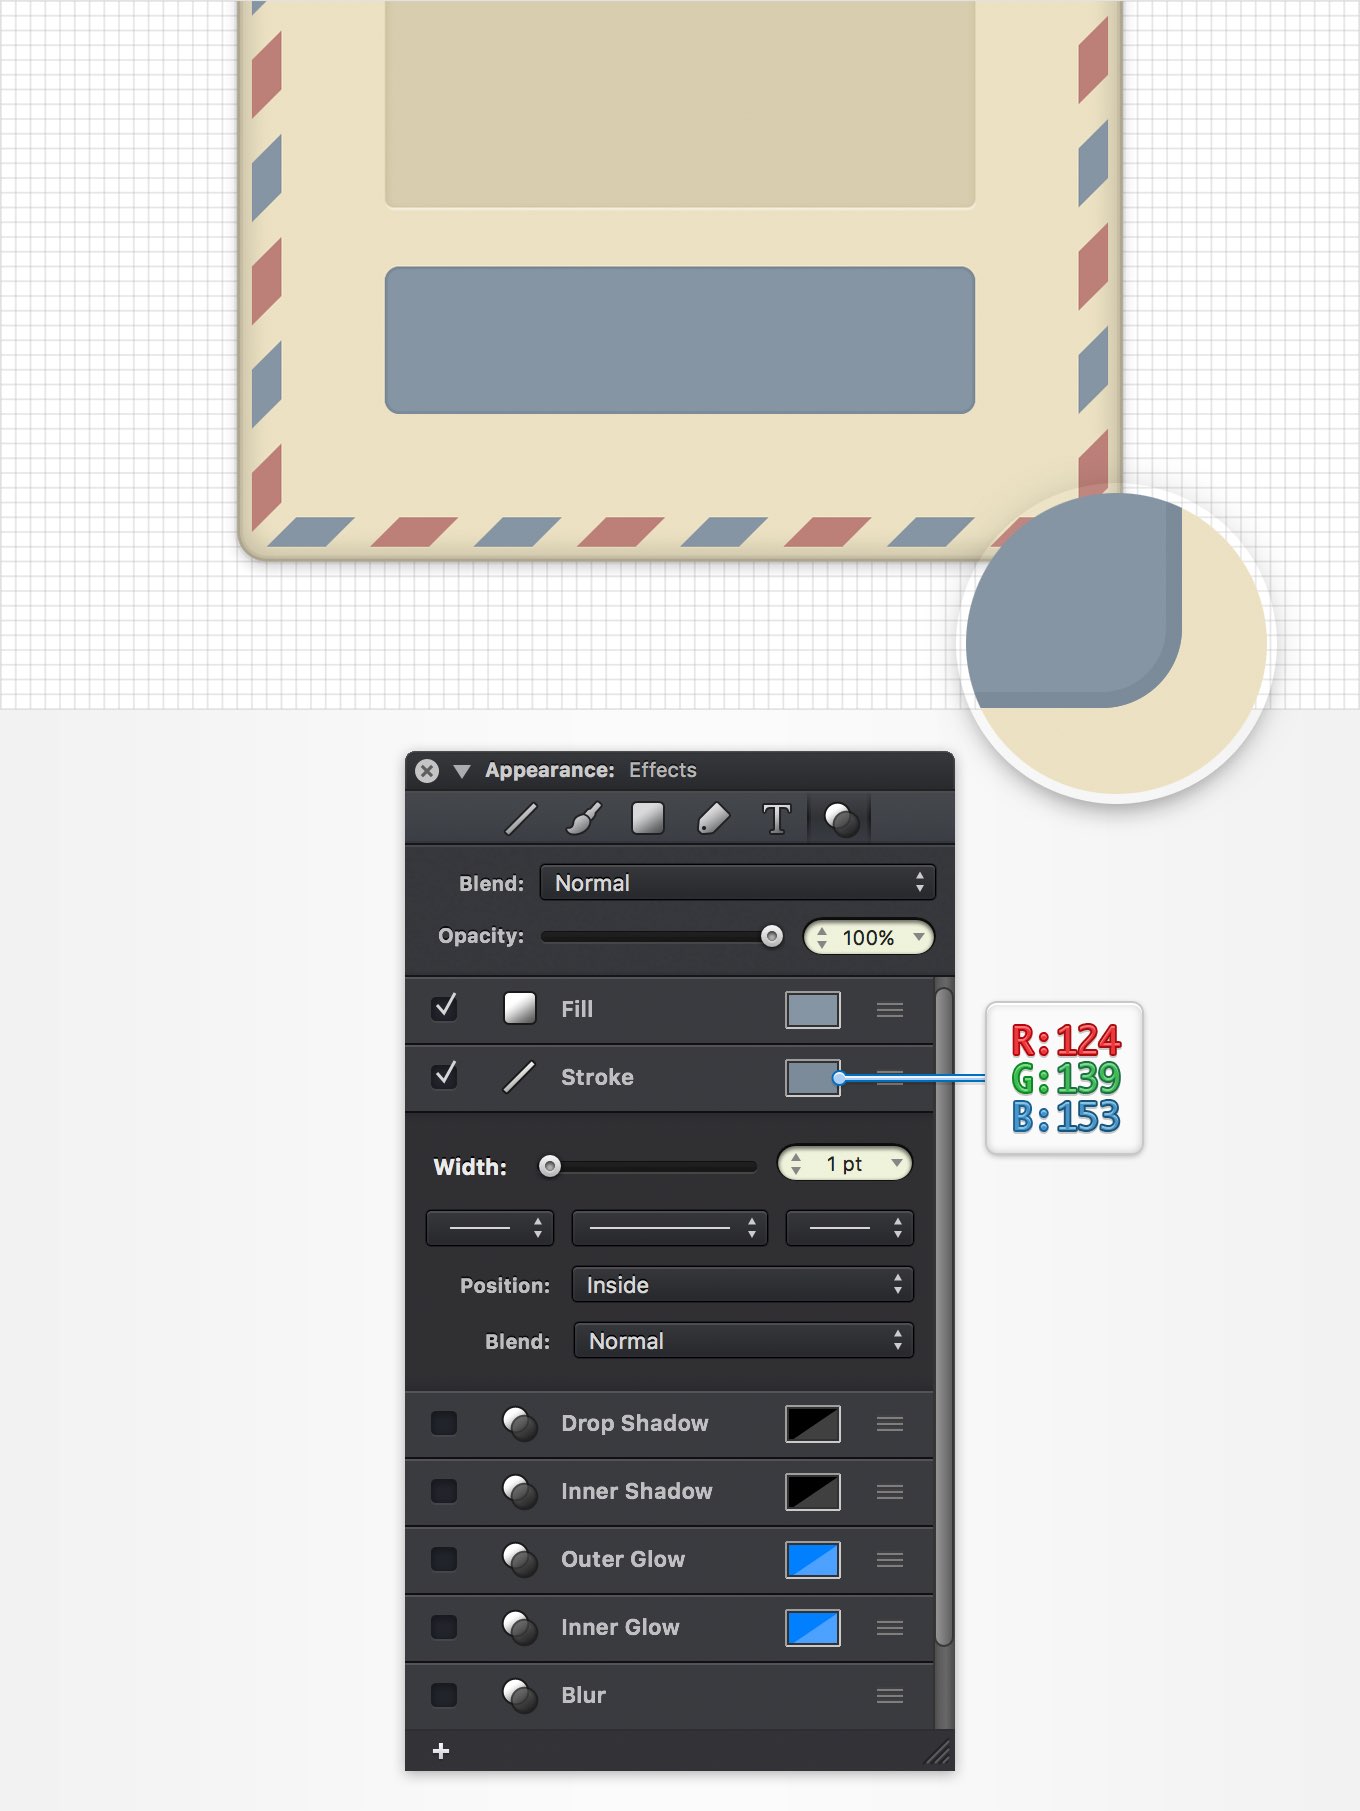 Appearance: Effects
Blend: Normal
Opacity: 100%
Fill
Stroke
R:124
G:139
B:153
Width: 1 pt
Position: Inside
Blend: Normal
Drop Shadow
Inner Shadow
Outer Glow
Inner Glow
Blur